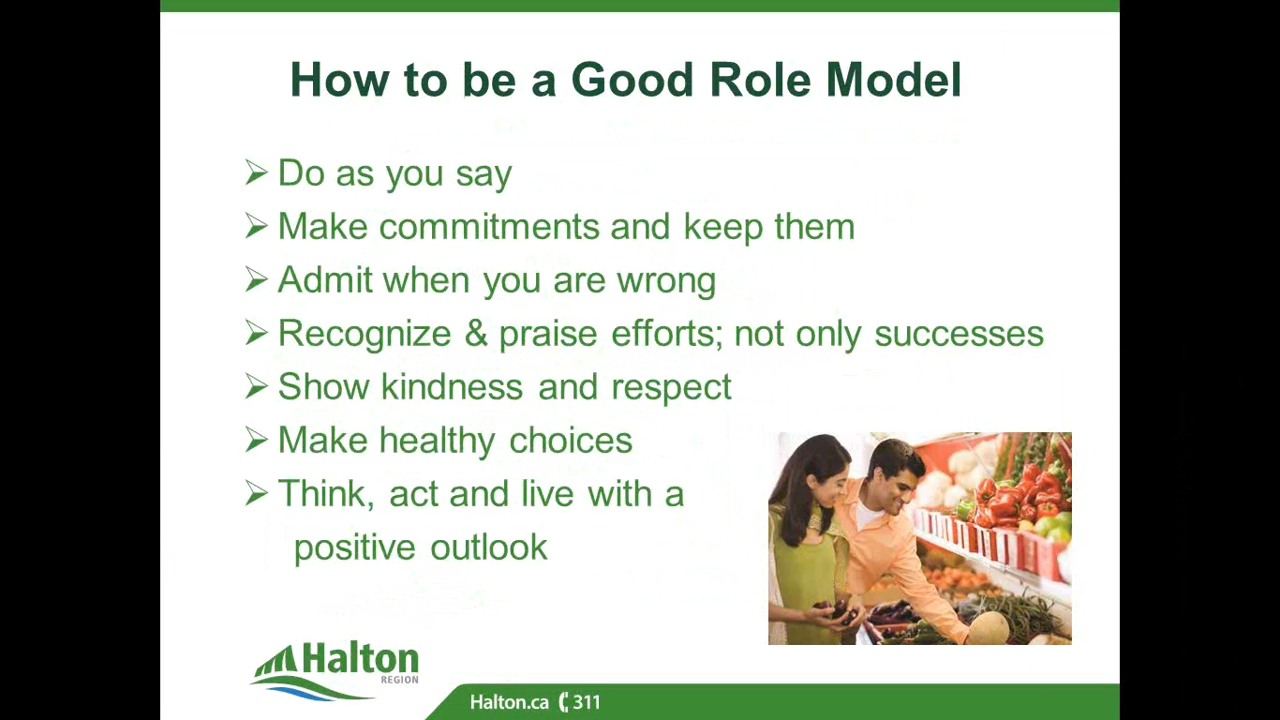 How to be a Good Role Model
➢ Do as you say
➢ Make commitments and keep them
➢ Admit when you are wrong
➢ Recognize & praise efforts; not only successes
➢ Show kindness and respect
➢ Make healthy choices
➢ Think, act and live with a
positive outlook
Halton
REGION
Halton.ca 311